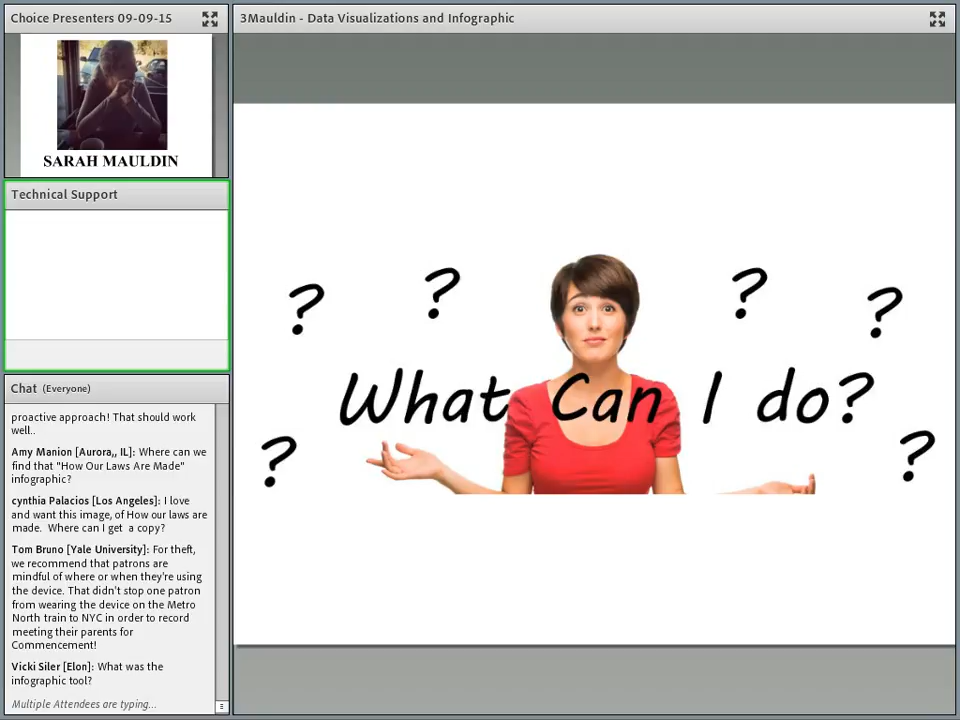 Choice Presenters 09-09-15
SARAH MAULDIN
Technical Support
Chat (Everyone)
proactive approach! That should work
well..
Amy Manion [Aurora,, IL]: Where can we
find that "How Our Laws Are Made"
infographic?
cynthia Palacios [Los Angeles]: I love
and want this image, of How our laws are
made. Where can I get a copy?
Tom Bruno [Yale University]: For theft,
we recommend that patrons are
mindful of where or when they're using
the device. That didn't stop one patron
from wearing the device on the Metro
North train to NYC in order to record
meeting their parents for
Commencement!
Vicki Siler [Elon]: What was the
infographic tool?
Multiple Attendees are typing...
3Mauldin - Data Visualizations and Infographic
? ? ? ?
What Can I do?
? ?